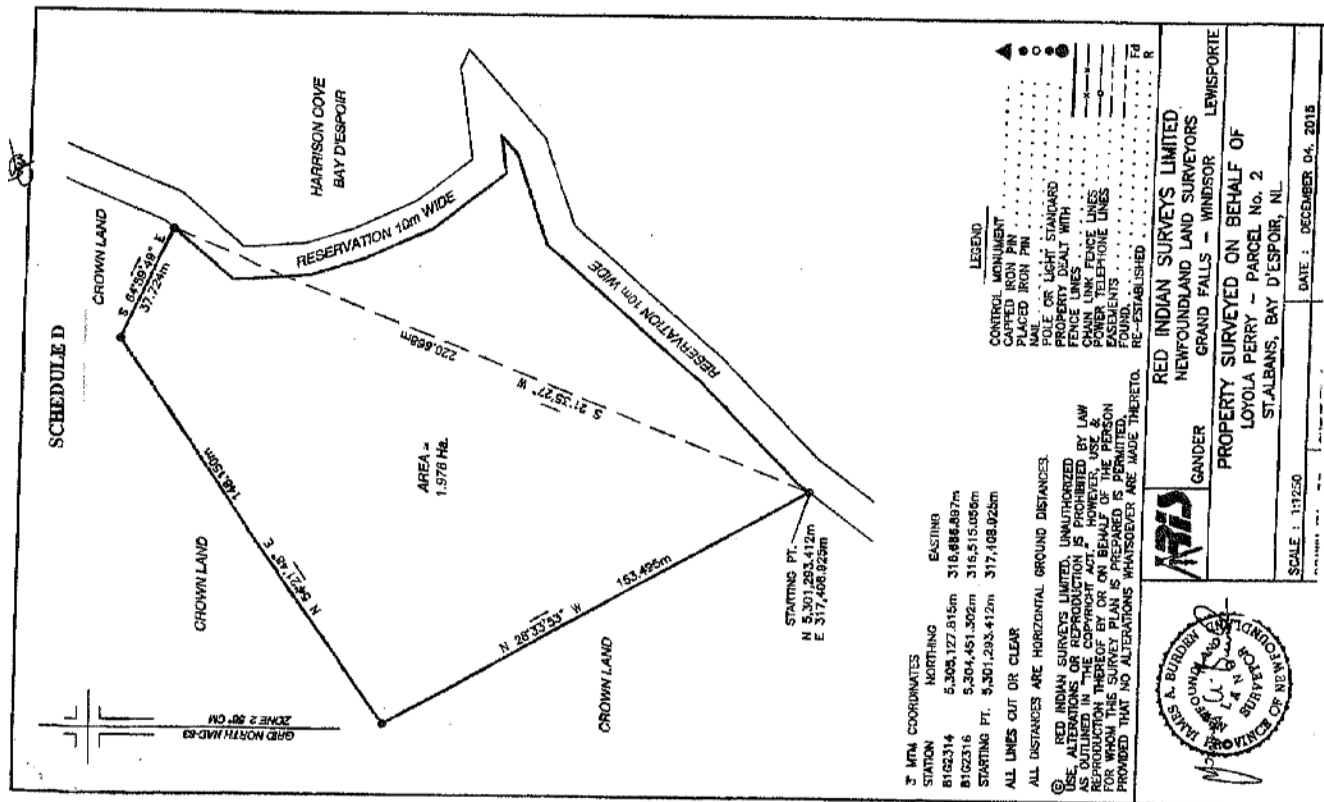 SCHEDULE D
CROWN LAND
S 64°59'49" E
37.724m
HARRISON COVE
BAY D'ESPOIR
RESERVATION 10m WIDE
RESERVATION 10m WIDE
148.150m
N 54°21'48" E
CROWN LAND
220.668m
S 21°35'27" W
AREA =
1.978 Ha.
GRID NORTH NAD-83
ZONE 2 56° CM
N 28°33'53" W
153.495m
CROWN LAND
STARTING PT.
N 5,301,293.412m
E 317,408.925m
3° MTM COORDINATES
STATION NORTHING EASTING
81G2314 5,305,127.815m
81G2316 5,304,451.302m 316,515.055m
STARTING PT. 5,301,293.412m 317,408.925m
ALL LINES CUT OR CLEAR
ALL DISTANCES ARE HORIZONTAL GROUND DISTANCES.
© RED INDIAN SURVEYS LIMITED, UNAUTHORIZED
USE, ALTERATIONS OR REPRODUCTION IS PROHIBITED BY LAW
AS OUTLINED IN "THE COPYRIGHT ACT." HOWEVER, USE &
REPRODUCTION THEREOF BY OR ON BEHALF OF THE PERSON
FOR WHOM THIS SURVEY PLAN IS PREPARED IS PERMITTED,
PROVIDED THAT NO ALTERATIONS WHATSOEVER ARE MADE THERETO.
LEGEND
CONTROL MONUMENT
CAPPED IRON PIN
PLACED IRON PIN
NAIL
POLE OR LIGHT STANDARD
PROPERTY DEALT WITH
FENCE LINES
CHAIN LINK FENCE LINES
POWER TELEPHONE LINES
EASEMENTS
FOUND Fd
RE-ESTABLISHED R
JAMES A. BURDEN
NEWFOUNDLAND
LAND
SURVEYOR
PROVINCE OF NEWFOUNDLAND
RIS
RED INDIAN SURVEYS LIMITED
NEWFOUNDLAND LAND SURVEYORS
GANDER GRAND FALLS - WINDSOR LEWISPORTE
PROPERTY SURVEYED ON BEHALF OF
LOYOLA PERRY - PARCEL No. 2
ST.ALBANS, BAY D'ESPOIR, NL.
SCALE : 1:1250
DATE : DECEMBER 04, 2015